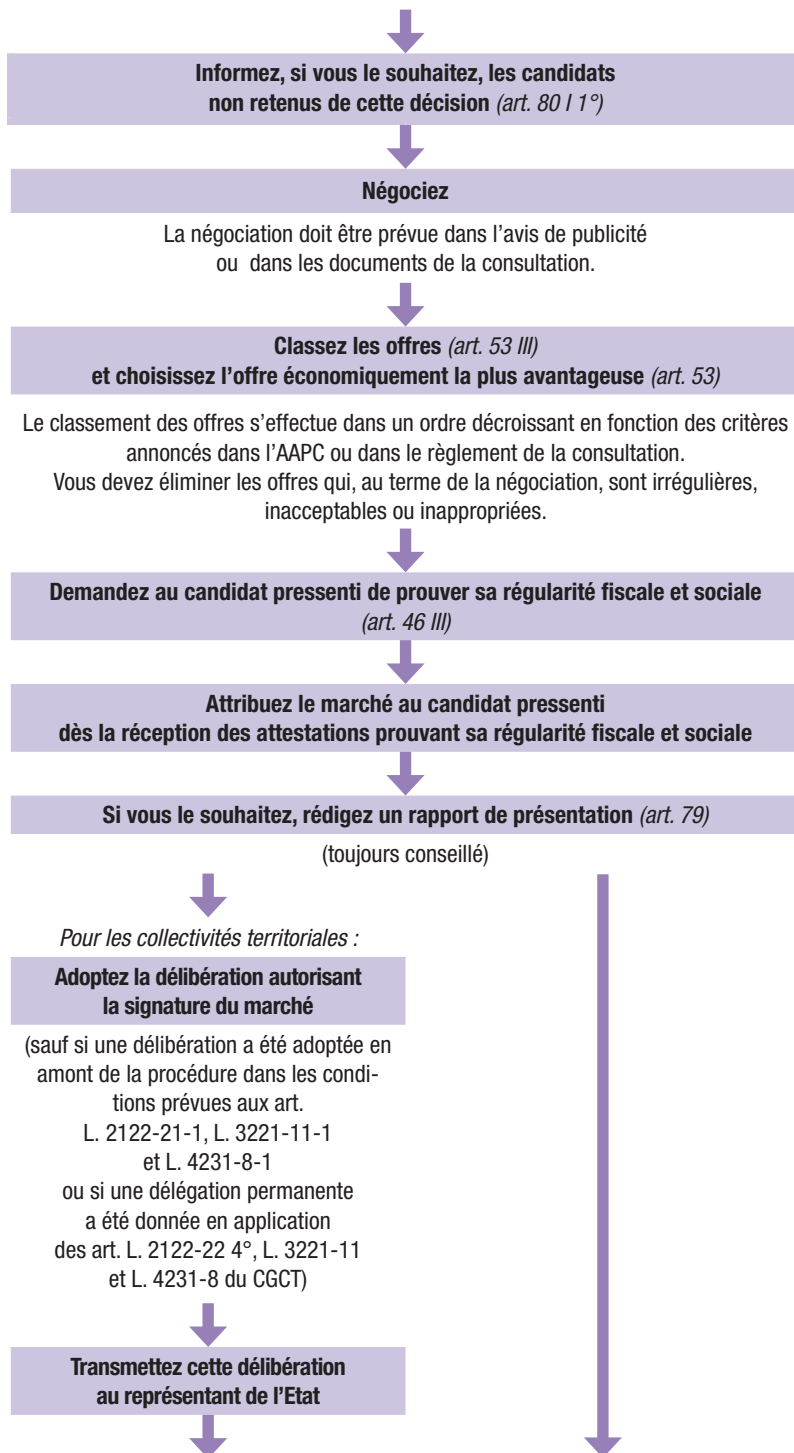 Informez, si vous le souhaitez, les candidats
non retenus de cette décision (art. 80 I 1°)
Négociez
La négociation doit être prévue dans l’avis de publicité
ou dans les documents de la consultation.
Classez les offres (art. 53 III)
et choisissez l’offre économiquement la plus avantageuse (art. 53)
Le classement des offres s’effectue dans un ordre décroissant en fonction des critères
annoncés dans l’AAPC ou dans le règlement de la consultation.
Vous devez éliminer les offres qui, au terme de la négociation, sont irrégulières,
inacceptables ou inappropriées.
Demandez au candidat pressenti de prouver sa régularité fiscale et sociale
(art. 46 III)
Attribuez le marché au candidat pressenti
dès la réception des attestations prouvant sa régularité fiscale et sociale
Si vous le souhaitez, rédigez un rapport de présentation (art. 79)
(toujours conseillé)
Pour les collectivités territoriales :
Adoptez la délibération autorisant
la signature du marché
(sauf si une délibération a été adoptée en
amont de la procédure dans les condi-
tions prévues aux art.
L. 2122-21-1, L. 3221-11-1
et L. 4231-8-1
ou si une délégation permanente
a été donnée en application
des art. L. 2122-22 4°, L. 3221-11
et L. 4231-8 du CGCT)
Transmettez cette délibération
au représentant de l’Etat